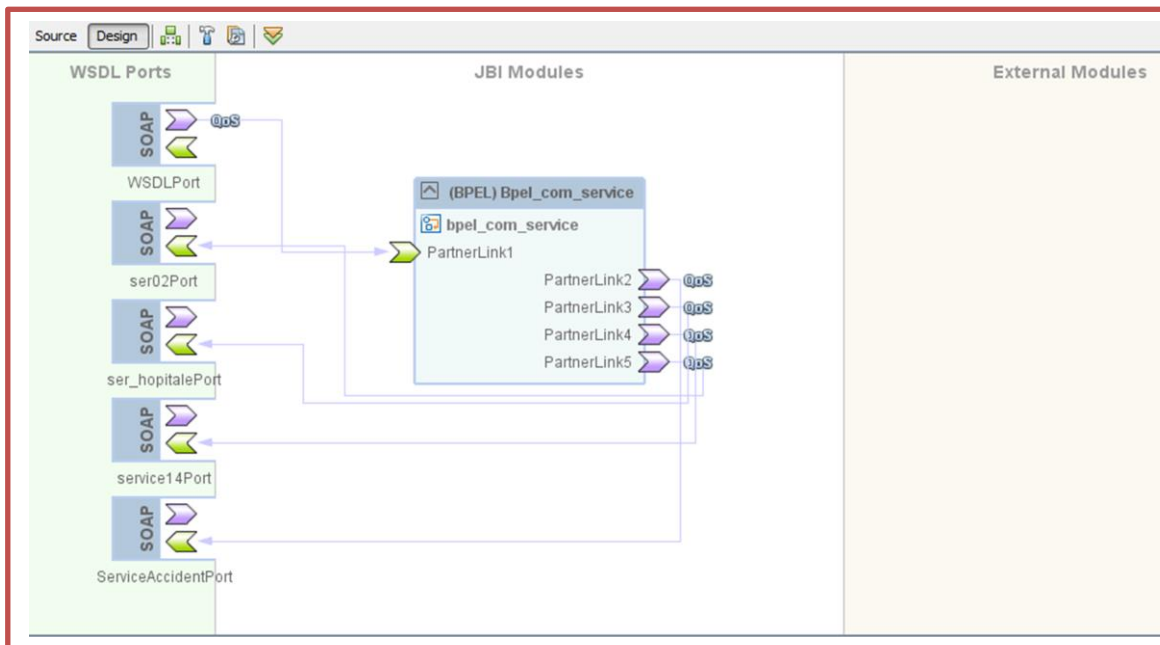 Source Design
WSDL Ports
JBI Modules
External Modules
SOAP
QoS
WSDLPort
SOAP
ser02Port
SOAP
ser_hopitalePort
SOAP
service14Port
SOAP
ServiceAccidentPort
(BPEL) Bpel_com_service
bpel_com_service
PartnerLink1
PartnerLink2 QoS
PartnerLink3 QoS
PartnerLink4 QoS
PartnerLink5 QoS